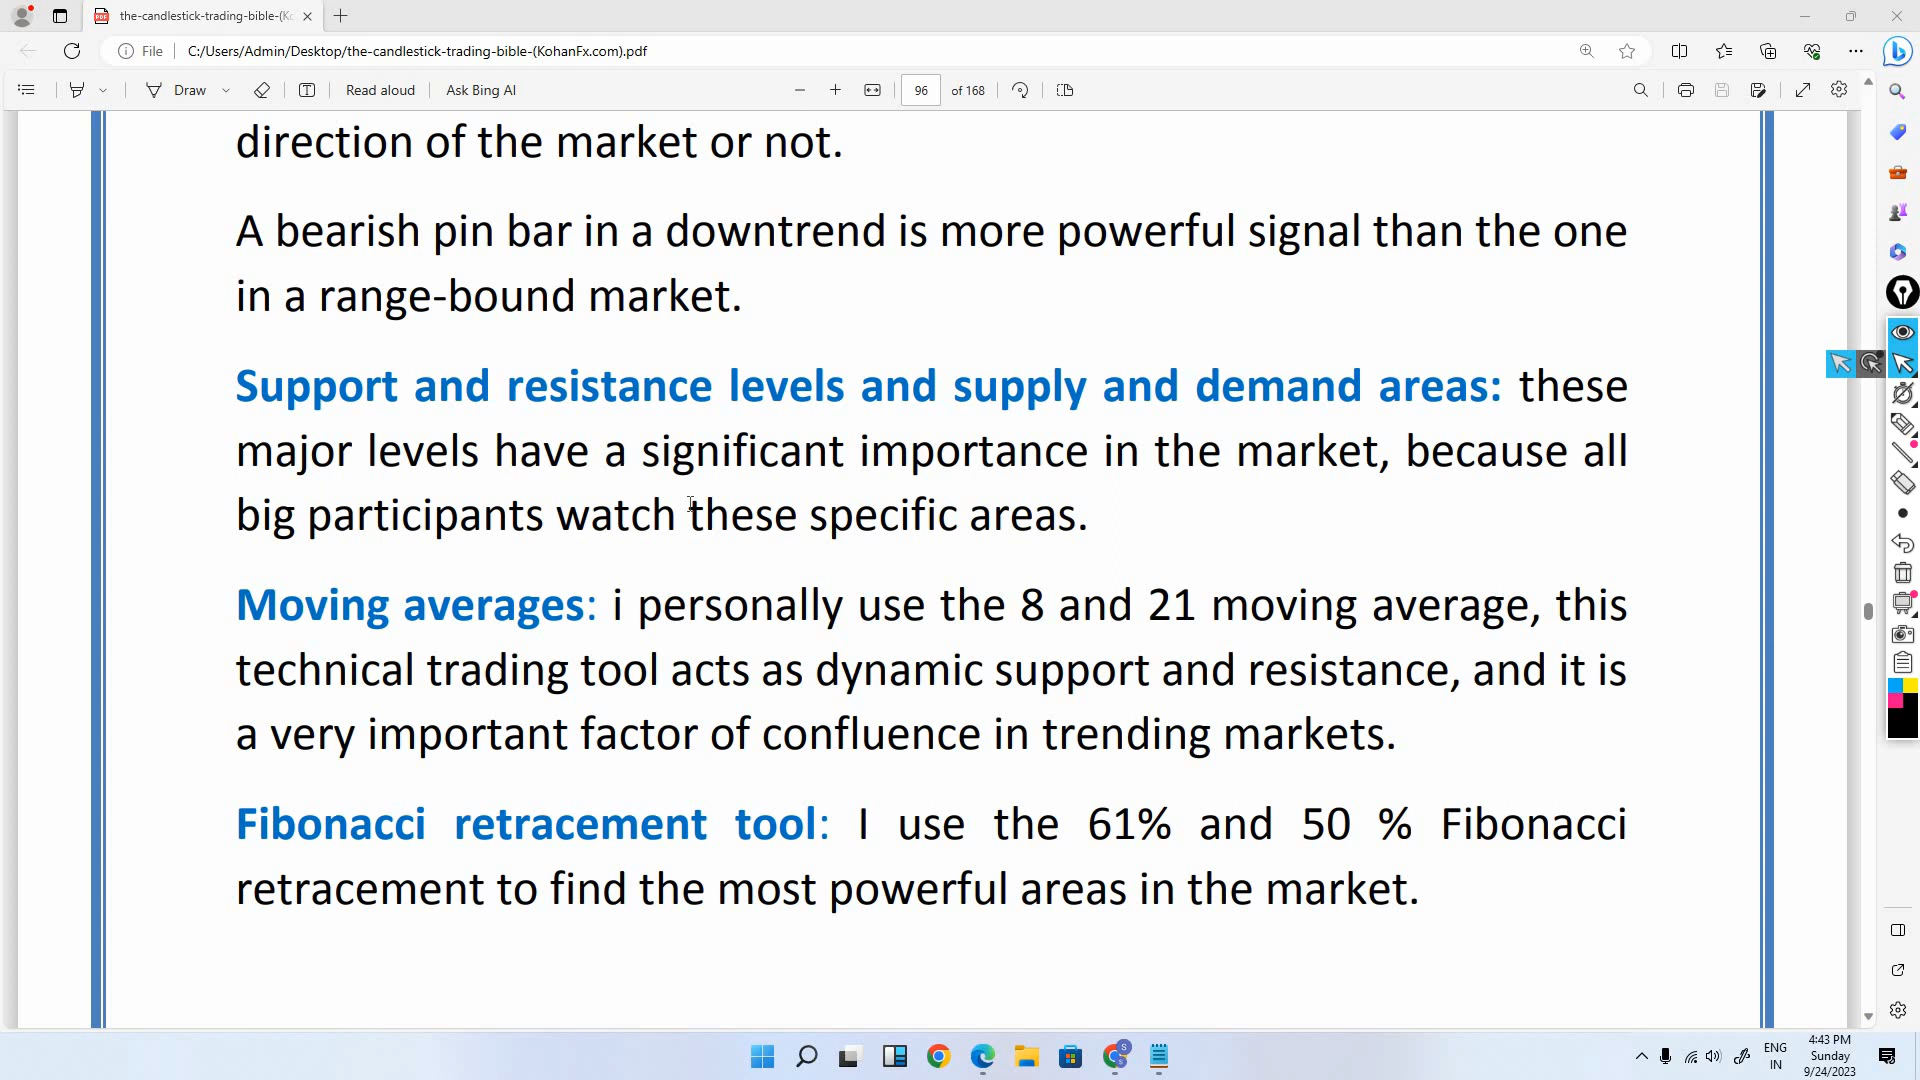 the-candlestick-trading-bible-(Ko
File
C:/Users/Admin/Desktop/the-candlestick-trading-bible-(KohanFx.com).pdf
Draw
Read aloud
Ask Bing AI
96
of 168
direction of the market or not.
A bearish pin bar in a downtrend is more powerful signal than the one
in a range-bound market.
Support and resistance levels and supply and demand areas: these
major levels have a significant importance in the market, because all
big participants watch these specific areas.
Moving averages: i personally use the 8 and 21 moving average, this
technical trading tool acts as dynamic support and resistance, and it is
a very important factor of confluence in trending markets.
Fibonacci retracement tool: I use the 61% and 50 % Fibonacci
retracement to find the most powerful areas in the market.
ENG
IN
4:43 PM
Sunday
9/24/2023